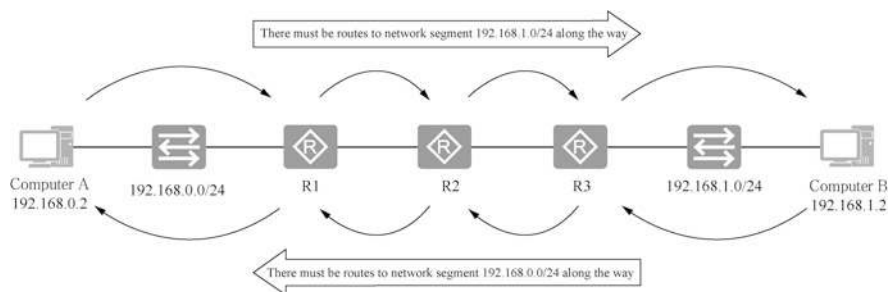 There must be routes to network segment 192.168.1.0/24 along the way
R
R
R
Computer A
192.168.0.2
192.168.0.0/24
R1
R2
R3
192.168.1.0/24
Computer B
192.168.1.2
There must be routes to network segment 192.168.0.0/24 along the way